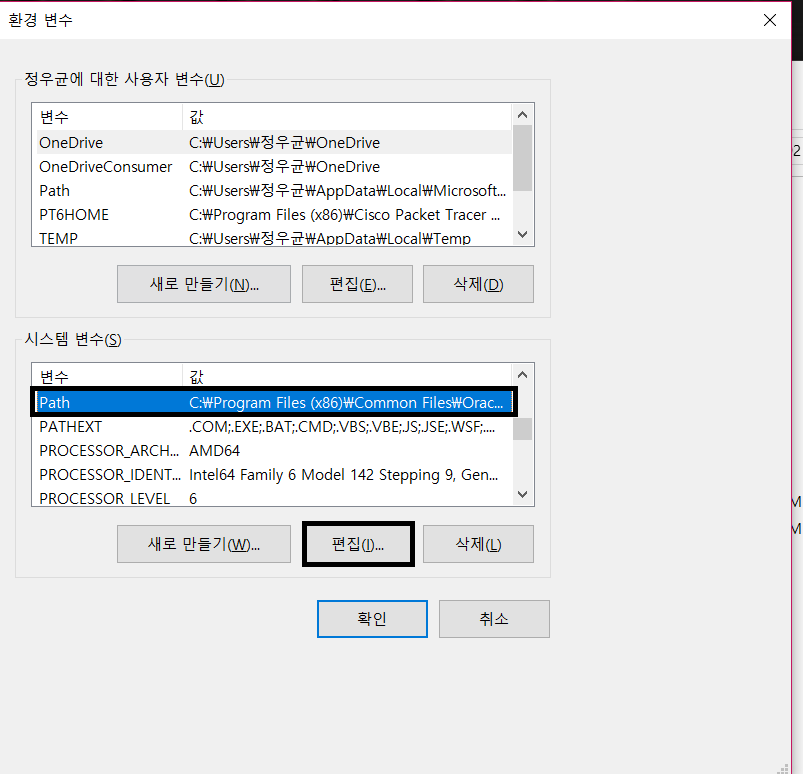 환경 변수
정우균에 대한 사용자 변수(U)
변수 값
OneDrive C:₩Users₩정우균₩OneDrive
OneDriveConsumer C:₩Users₩정우균₩OneDrive
Path C:₩Users₩정우균₩AppData₩Local₩Microsoft...
PT6HOME C:₩Program Files (x86)₩Cisco Packet Tracer ...
TEMP C:₩Users₩정우균₩AppData₩Local₩Temp
새로 만들기(N)... 편집(E)... 삭제(D)
시스템 변수(S)
변수 값
Path C:₩Program Files (x86)₩Common Files₩Orac...
PATHEXT .COM;.EXE;.BAT;.CMD;.VBS;.VBE;.JS;.JSE;.WSF;....
PROCESSOR_ARCH... AMD64
PROCESSOR_IDENT... Intel64 Family 6 Model 142 Stepping 9, Gen...
PROCESSOR_LEVEL 6
새로 만들기(W)... 편집(I)... 삭제(L)
확인 취소
2
M
M